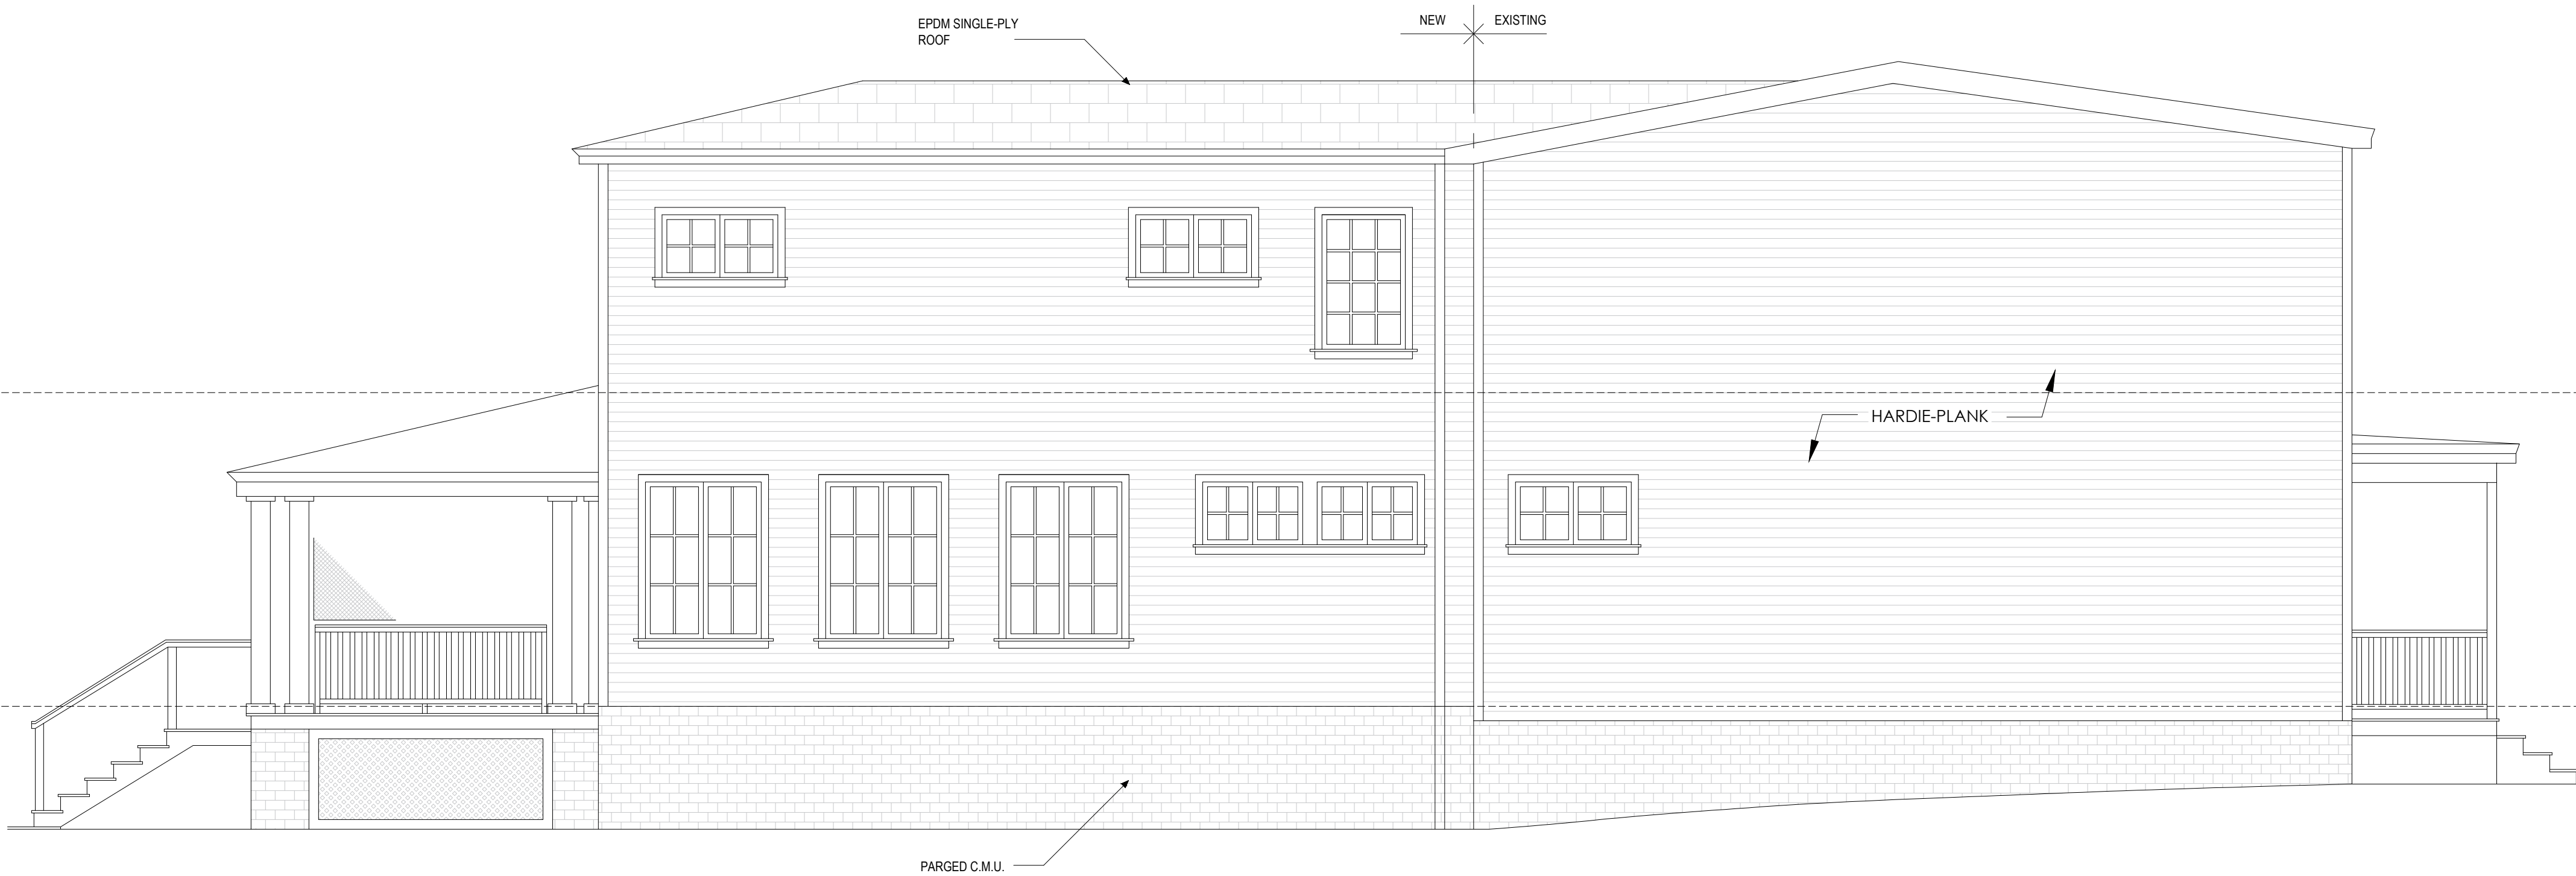 EPDM SINGLE-PLY
ROOF
NEW
EXISTING
HARDIE-PLANK
PARGED C.M.U.